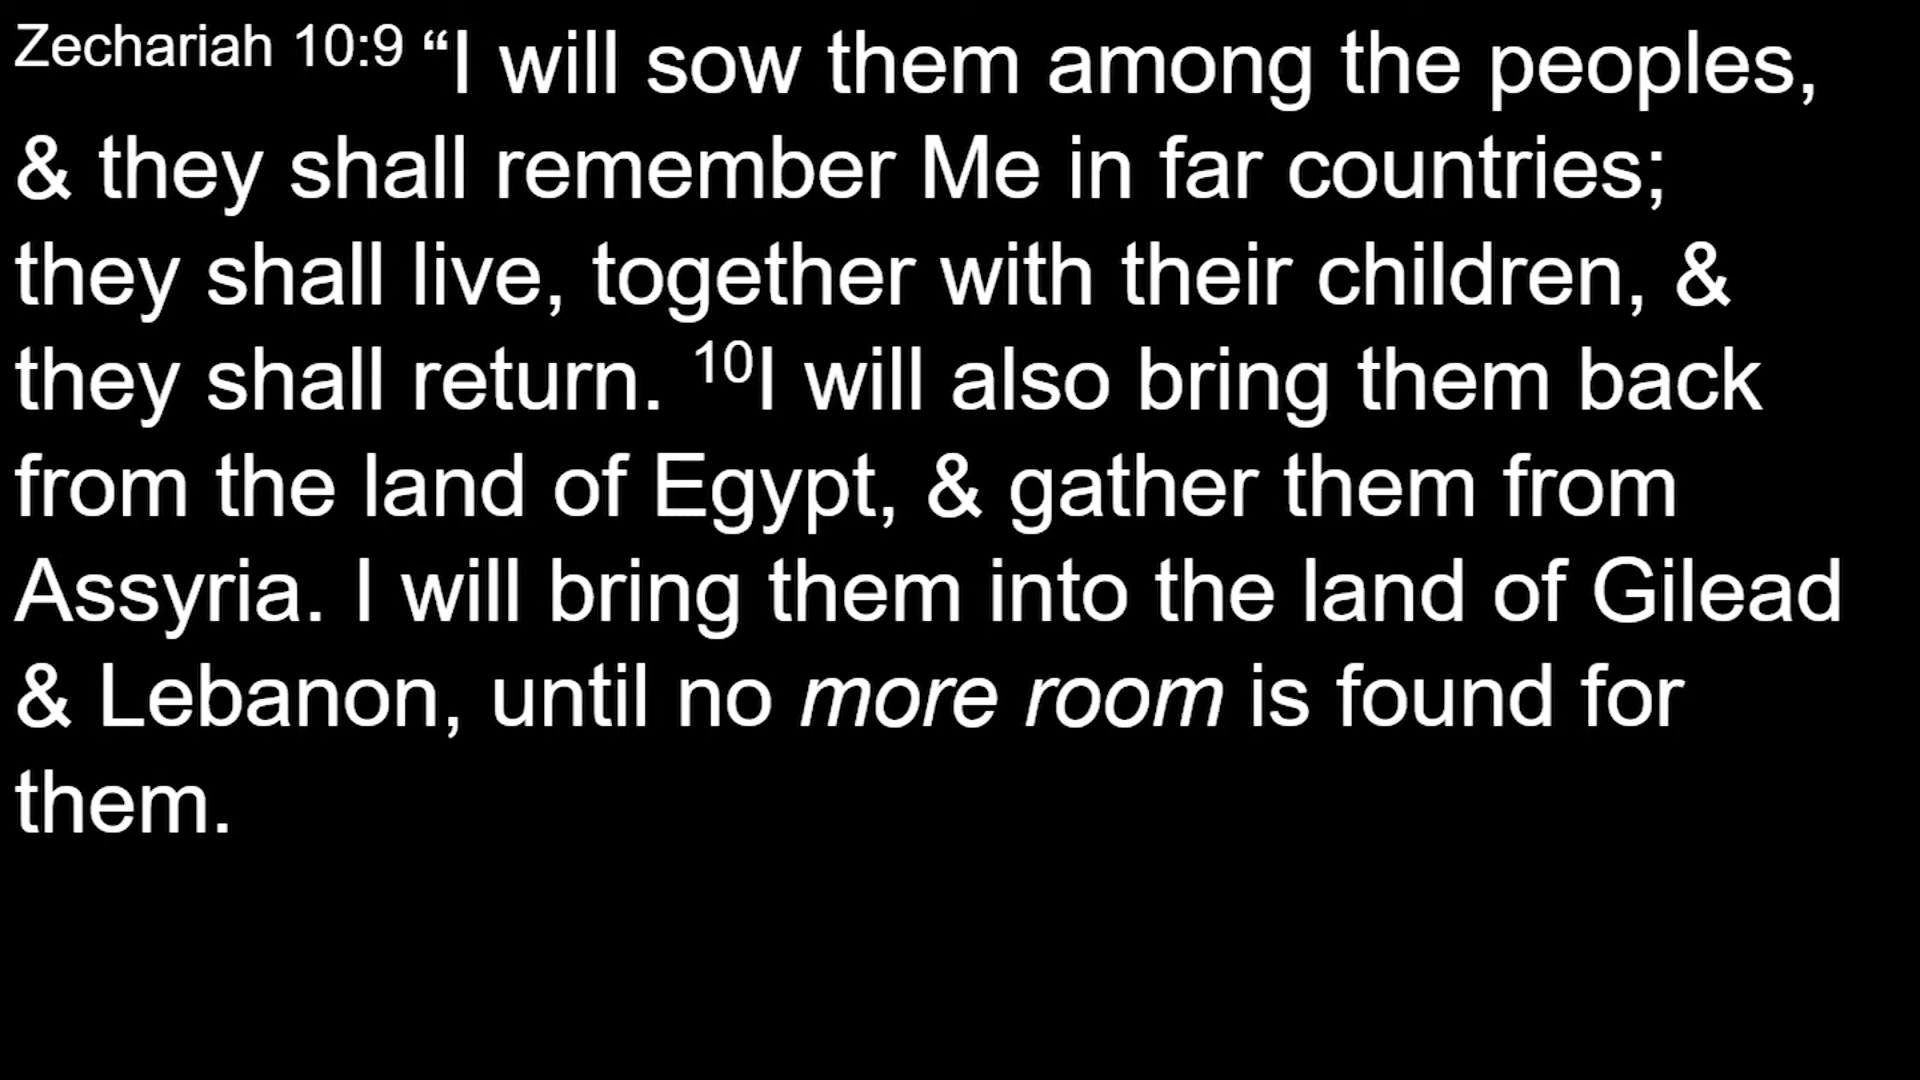 Zechariah 10:9 “I will sow them among the peoples,
& they shall remember Me in far countries;
they shall live, together with their children, &
they shall return. 10I will also bring them back
from the land of Egypt, & gather them from
Assyria. I will bring them into the land of Gilead
& Lebanon, until no more room is found for
them.